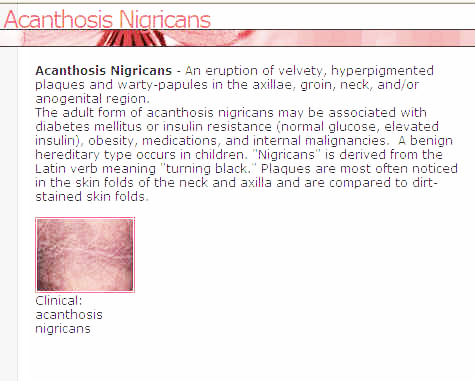 Acanthosis Nigricans
Acanthosis Nigricans - An eruption of velvety, hyperpigmented
plaques and warty-papules in the axillae, groin, neck, and/or
anogenital region.
The adult form of acanthosis nigricans may be associated with
diabetes mellitus or insulin resistance (normal glucose, elevated
insulin), obesity, medications, and internal malignancies. A benign
hereditary type occurs in children. "Nigricans" is derived from the
Latin verb meaning "turning black." Plaques are most often noticed
in the skin folds of the neck and axilla and are compared to dirt-
stained skin folds.
Clinical:
acanthosis
nigricans